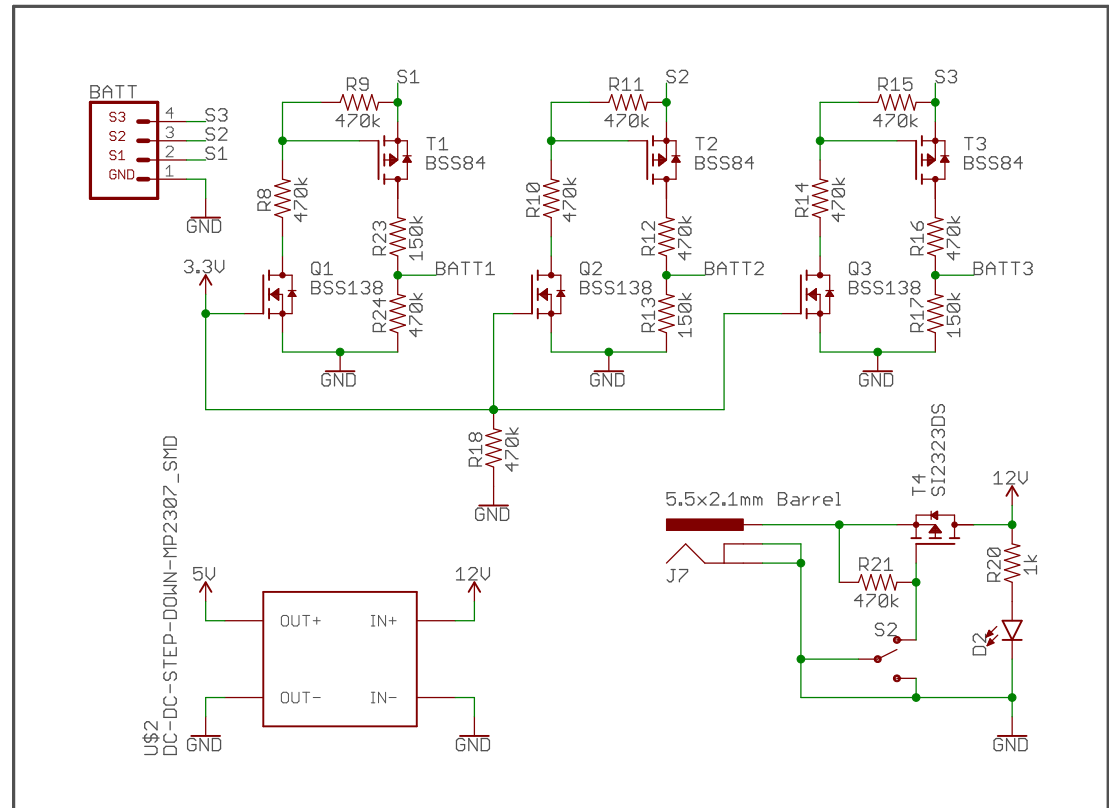 BATT
S3 4 S3
S2 3 S2
S1 2 S1
GND 1
GND
R9
470k
S1
T1
BSS84
R8
470k
R23
150k
Q1
BSS138
BATT1
R24
470k
GND
3.3V
R11
470k
S2
T2
BSS84
R10
470k
R12
470k
Q2
BSS138
BATT2
R13
150k
GND
R15
470k
S3
T3
BSS84
R14
470k
R16
470k
Q3
BSS138
BATT3
R17
150k
GND
R18
470k
GND
U$2
DC-DC-STEP-DOWN-MP2307_SMD
5V
12V
OUT+ IN+
OUT- IN-
GND
GND
5.5x2.1mm Barrel
J7
T4
SI2323DS
12V
R21
470k
R20
1k
S2
D2
GND